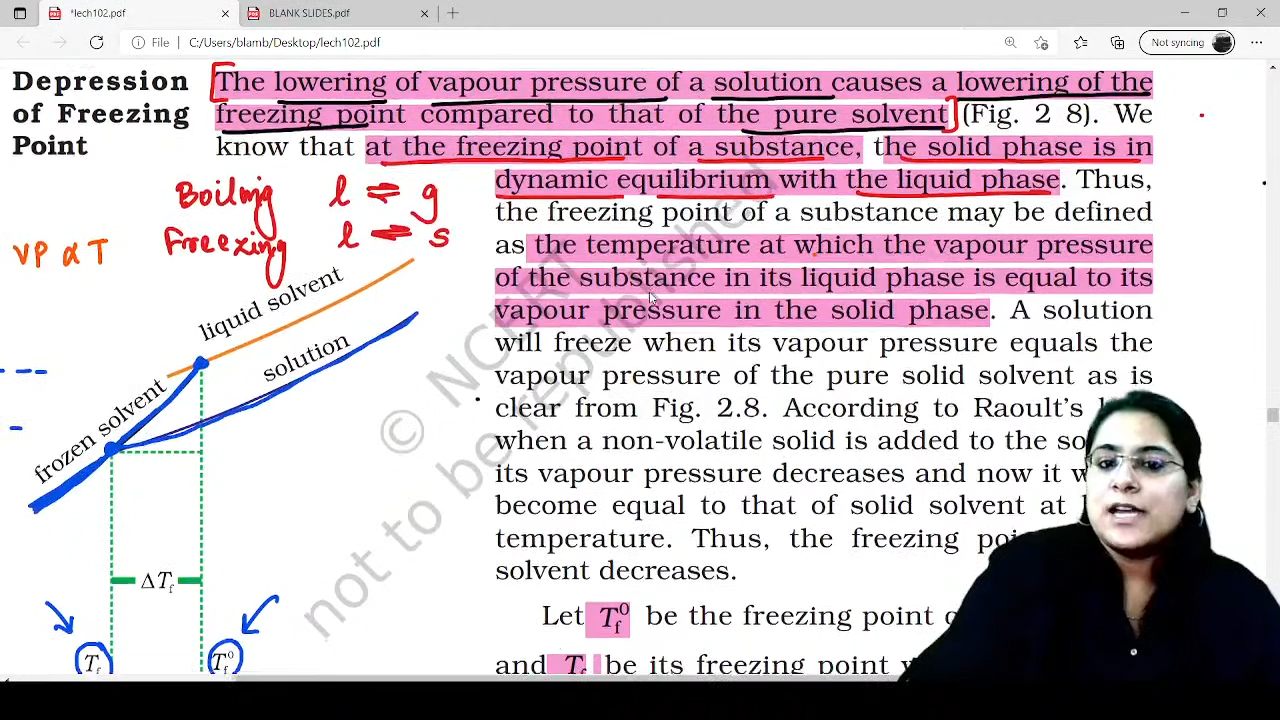 *lech102.pdf
BLANK SLIDES.pdf
File C:/Users/blamb/Desktop/lech102.pdf
Not syncing
Depression
of Freezing
Point
The lowering of vapour pressure of a solution causes a lowering of the
freezing point compared to that of the pure solvent (Fig. 2 8). We
know that at the freezing point of a substance, the solid phase is in
dynamic equilibrium with the liquid phase. Thus,
the freezing point of a substance may be defined
as the temperature at which the vapour pressure
of the substance in its liquid phase is equal to its
vapour pressure in the solid phase. A solution
will freeze when its vapour pressure equals the
vapour pressure of the pure solid solvent as is
clear from Fig. 2.8. According to Raoult's
when a non-volatile solid is added to the
its vapour pressure decreases and now it
become equal to that of solid solvent at
temperature. Thus, the freezing
solvent decreases.
Let T_f^0 be the freezing point
and T_f be its freezing point
Boiling l ⇌ g
Freezing l ⇌ s
VP ∝ T
liquid solvent
solution
frozen solvent
ΔT_f
T_f T_f^0
© NCERT
not to be republished